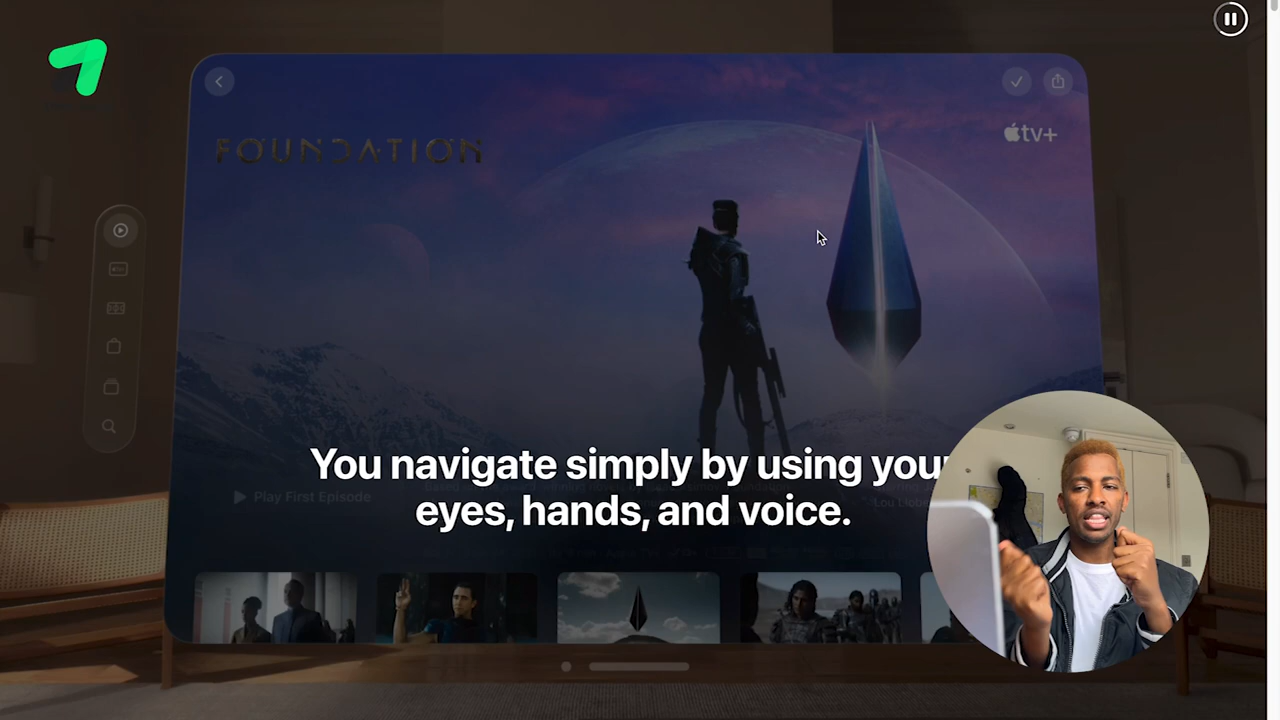 FOUNDATION
tv+
You navigate simply by using your
eyes, hands, and voice.
Play First Episode